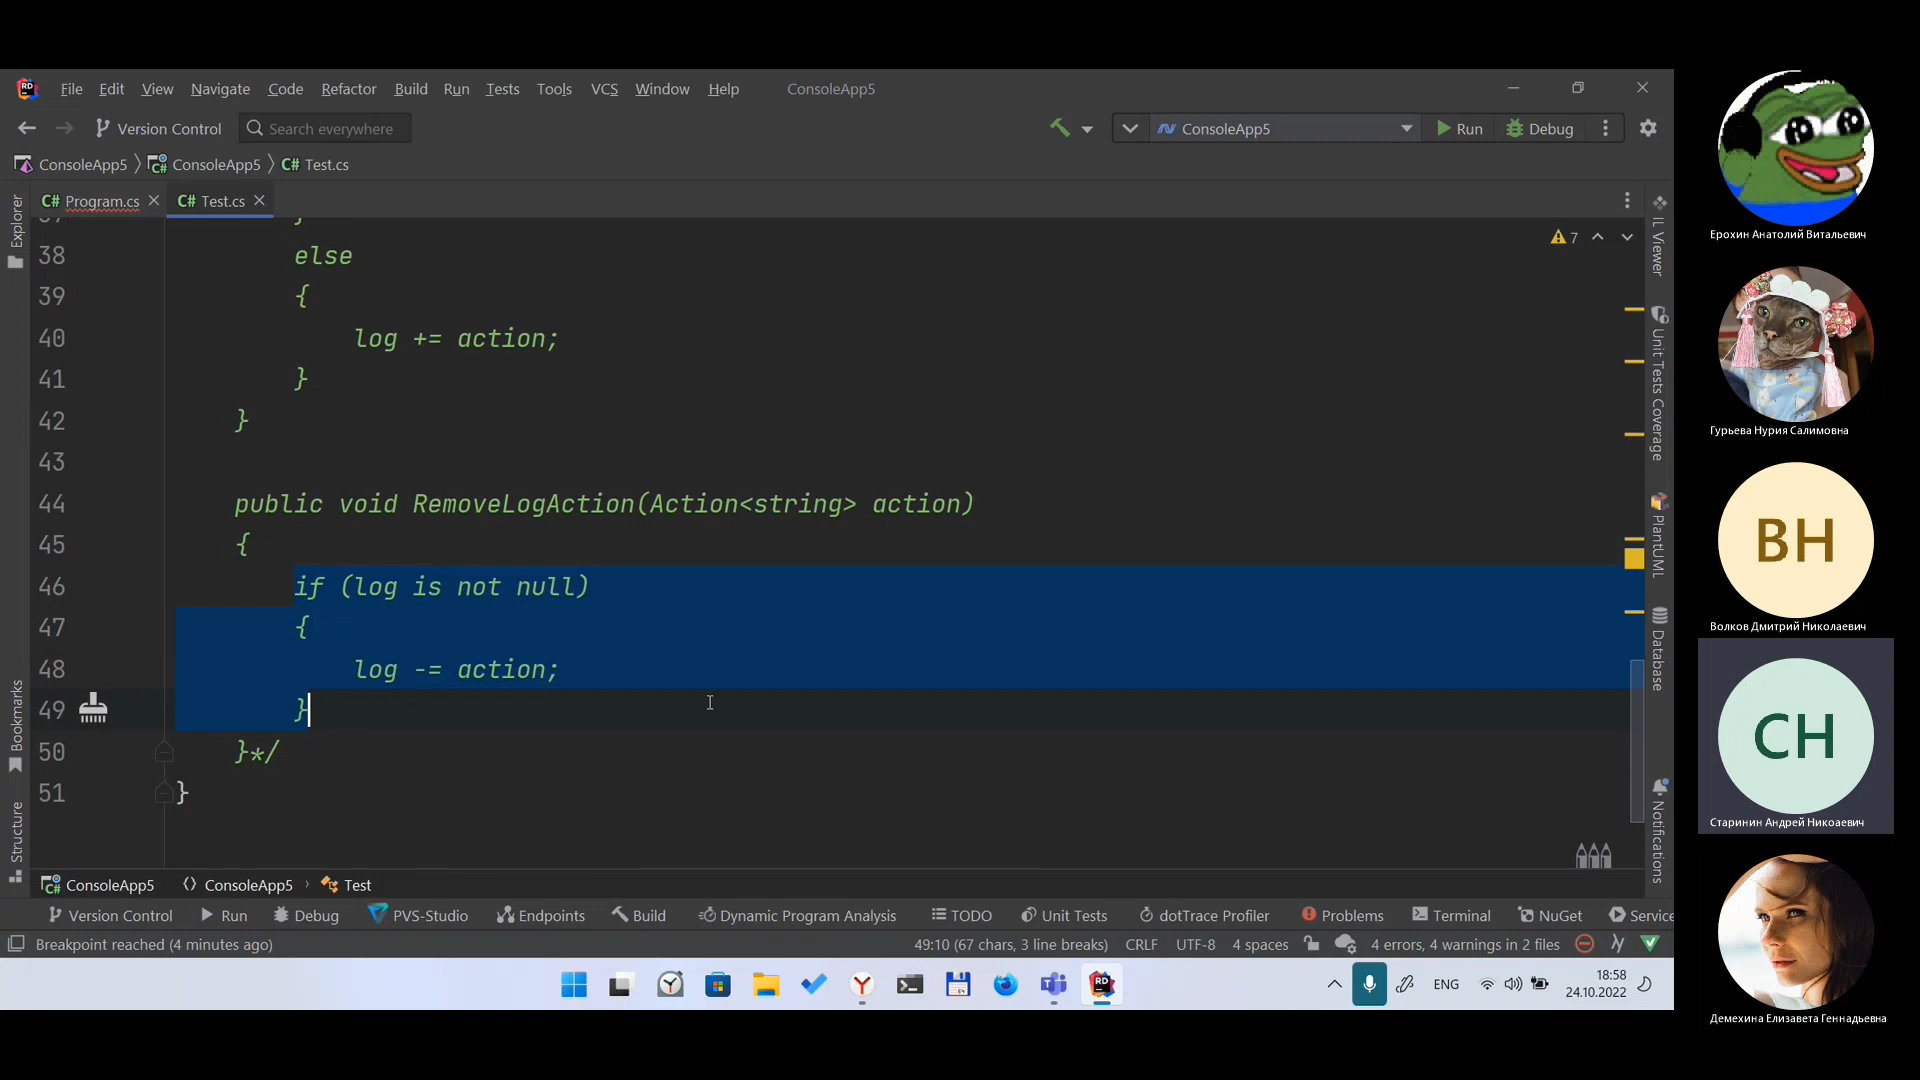 File Edit View Navigate Code Refactor Build Run Tests Tools VCS Window Help ConsoleApp5
Version Control Search everywhere ConsoleApp5 Run Debug
ConsoleApp5 ConsoleApp5 C# Test.cs
C# Program.cs C# Test.cs
7
38 else
39 {
40 log += action;
41 }
42 }
43
44 public void RemoveLogAction(Action<string> action)
45 {
46 if (log is not null)
47 {
48 log -= action;
49 }
50 }*/
51 }
Explorer
Bookmarks
Structure
IL Viewer
Unit Tests Coverage
PlantUML
Database
Notifications
ConsoleApp5 ConsoleApp5 Test
Version Control Run Debug PVS-Studio Endpoints Build Dynamic Program Analysis TODO Unit Tests dotTrace Profiler Problems Terminal NuGet Service
Breakpoint reached (4 minutes ago) 49:10 (67 chars, 3 line breaks) CRLF UTF-8 4 spaces 4 errors, 4 warnings in 2 files
ENG 18:58
24.10.2022
Ерохин Анатолий Витальевич
Гурьева Нурия Салимовна
ВН
Волков Дмитрий Николаевич
СН
Старинин Андрей Никоаевич
Демехина Елизавета Геннадьевна